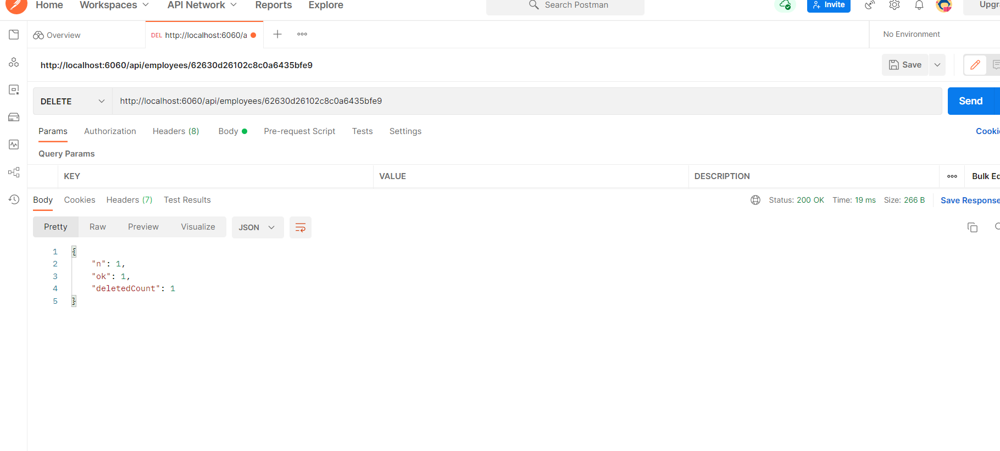 Home Workspaces API Network Reports Explore Search Postman Invite Upgr
Overview DEL http://localhost:6060/a No Environment
http://localhost:6060/api/employees/62630d26102c8c0a6435bfe9 Save
DELETE http://localhost:6060/api/employees/62630d26102c8c0a6435bfe9 Send
Params Authorization Headers (8) Body Pre-request Script Tests Settings Cooki
Query Params
KEY VALUE DESCRIPTION Bulk Ed
Body Cookies Headers (7) Test Results Status: 200 OK Time: 19 ms Size: 266 B Save Response
Pretty Raw Preview Visualize JSON
1 {
2 "n": 1,
3 "ok": 1,
4 "deletedCount": 1
5 }